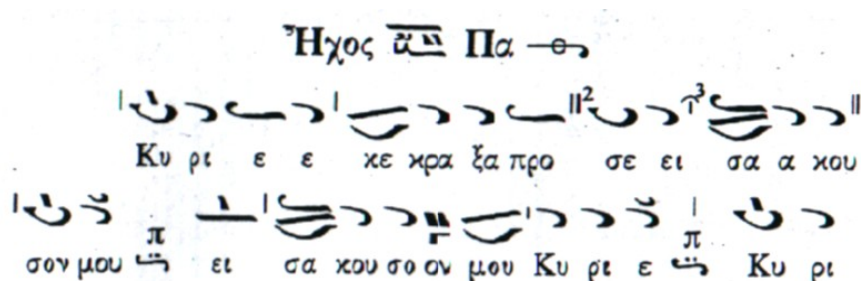 Ἦχος Πα
Κυ ρι ε ε κε κρα ξα προ σε ει σα α κου
σον μου π ει σα κου σο ον μου Κυ ρι ε π Κυ ρι